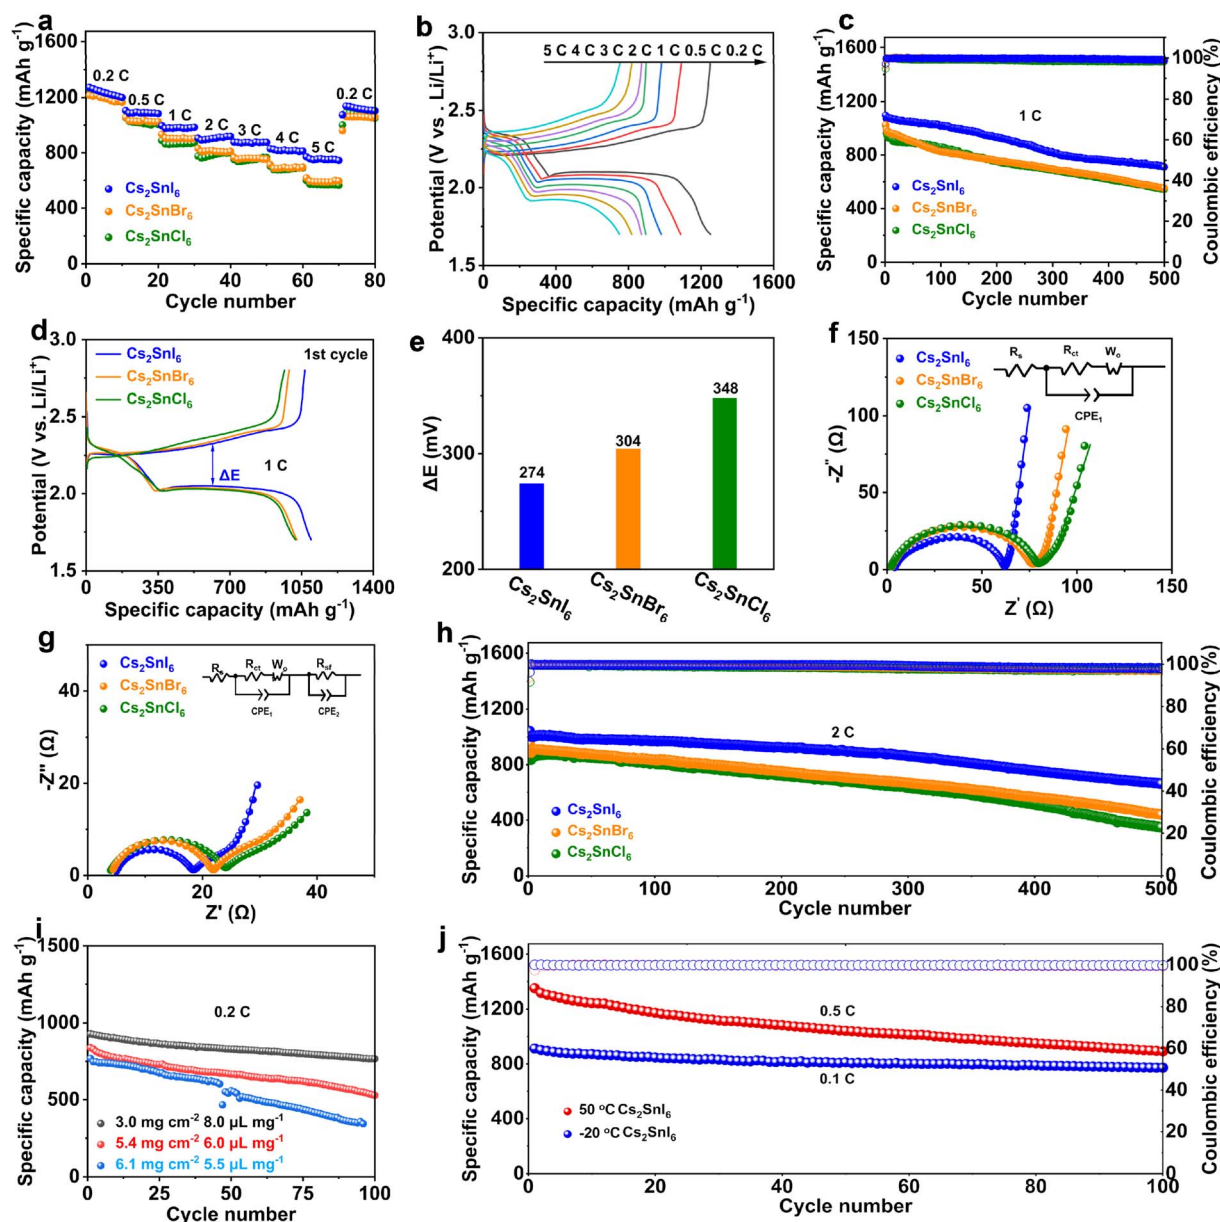 a
Specific capacity (mAh g⁻¹)
1600
1200
800
400
0
0.2 C
0.5 C
1 C
2 C
3 C
4 C
5 C
0.2 C
Cs₂SnI₆
Cs₂SnBr₆
Cs₂SnCl₆
0 20 40 60 80
Cycle number
b
Potential (V vs. Li/Li⁺)
3.0
2.5
2.0
1.5
5 C 4 C 3 C 2 C 1 C 0.5 C 0.2 C
0 400 800 1200 1600
Specific capacity (mAh g⁻¹)
c
Specific capacity (mAh g⁻¹)
1600
1200
800
400
0
1 C
Cs₂SnI₆
Cs₂SnBr₆
Cs₂SnCl₆
100
80
60
40
20
0
Coulombic efficiency (%)
0 100 200 300 400 500
Cycle number
d
Potential (V vs. Li/Li⁺)
3.0
2.5
2.0
1.5
Cs₂SnI₆
Cs₂SnBr₆
Cs₂SnCl₆
1st cycle
ΔE
1 C
0 350 700 1050 1400
Specific capacity (mAh g⁻¹)
e
ΔE (mV)
400
300
200
274
304
348
Cs₂SnI₆
Cs₂SnBr₆
Cs₂SnCl₆
f
-Z'' (Ω)
150
100
50
0
Cs₂SnI₆
Cs₂SnBr₆
Cs₂SnCl₆
Rₛ
R_ct
Wₒ
CPE₁
0 50 100 150
Z' (Ω)
g
-Z'' (Ω)
40
20
0
Cs₂SnI₆
Cs₂SnBr₆
Cs₂SnCl₆
Rₛ
R_ct
Wₒ
R_sf
CPE₁
CPE₂
0 20 40
Z' (Ω)
h
Specific capacity (mAh g⁻¹)
1600
1200
800
400
0
2 C
Cs₂SnI₆
Cs₂SnBr₆
Cs₂SnCl₆
100
80
60
40
20
0
Coulombic efficiency (%)
0 100 200 300 400 500
Cycle number
i
Specific capacity (mAh g⁻¹)
1500
1000
500
0
0.2 C
3.0 mg cm⁻² 8.0 µL mg⁻¹
5.4 mg cm⁻² 6.0 µL mg⁻¹
6.1 mg cm⁻² 5.5 µL mg⁻¹
0 25 50 75 100
Cycle number
j
Specific capacity (mAh g⁻¹)
1600
1200
800
400
0
0.5 C
0.1 C
50 °C Cs₂SnI₆
-20 °C Cs₂SnI₆
100
80
60
40
20
0
Coulombic efficiency (%)
0 20 40 60 80 100
Cycle number